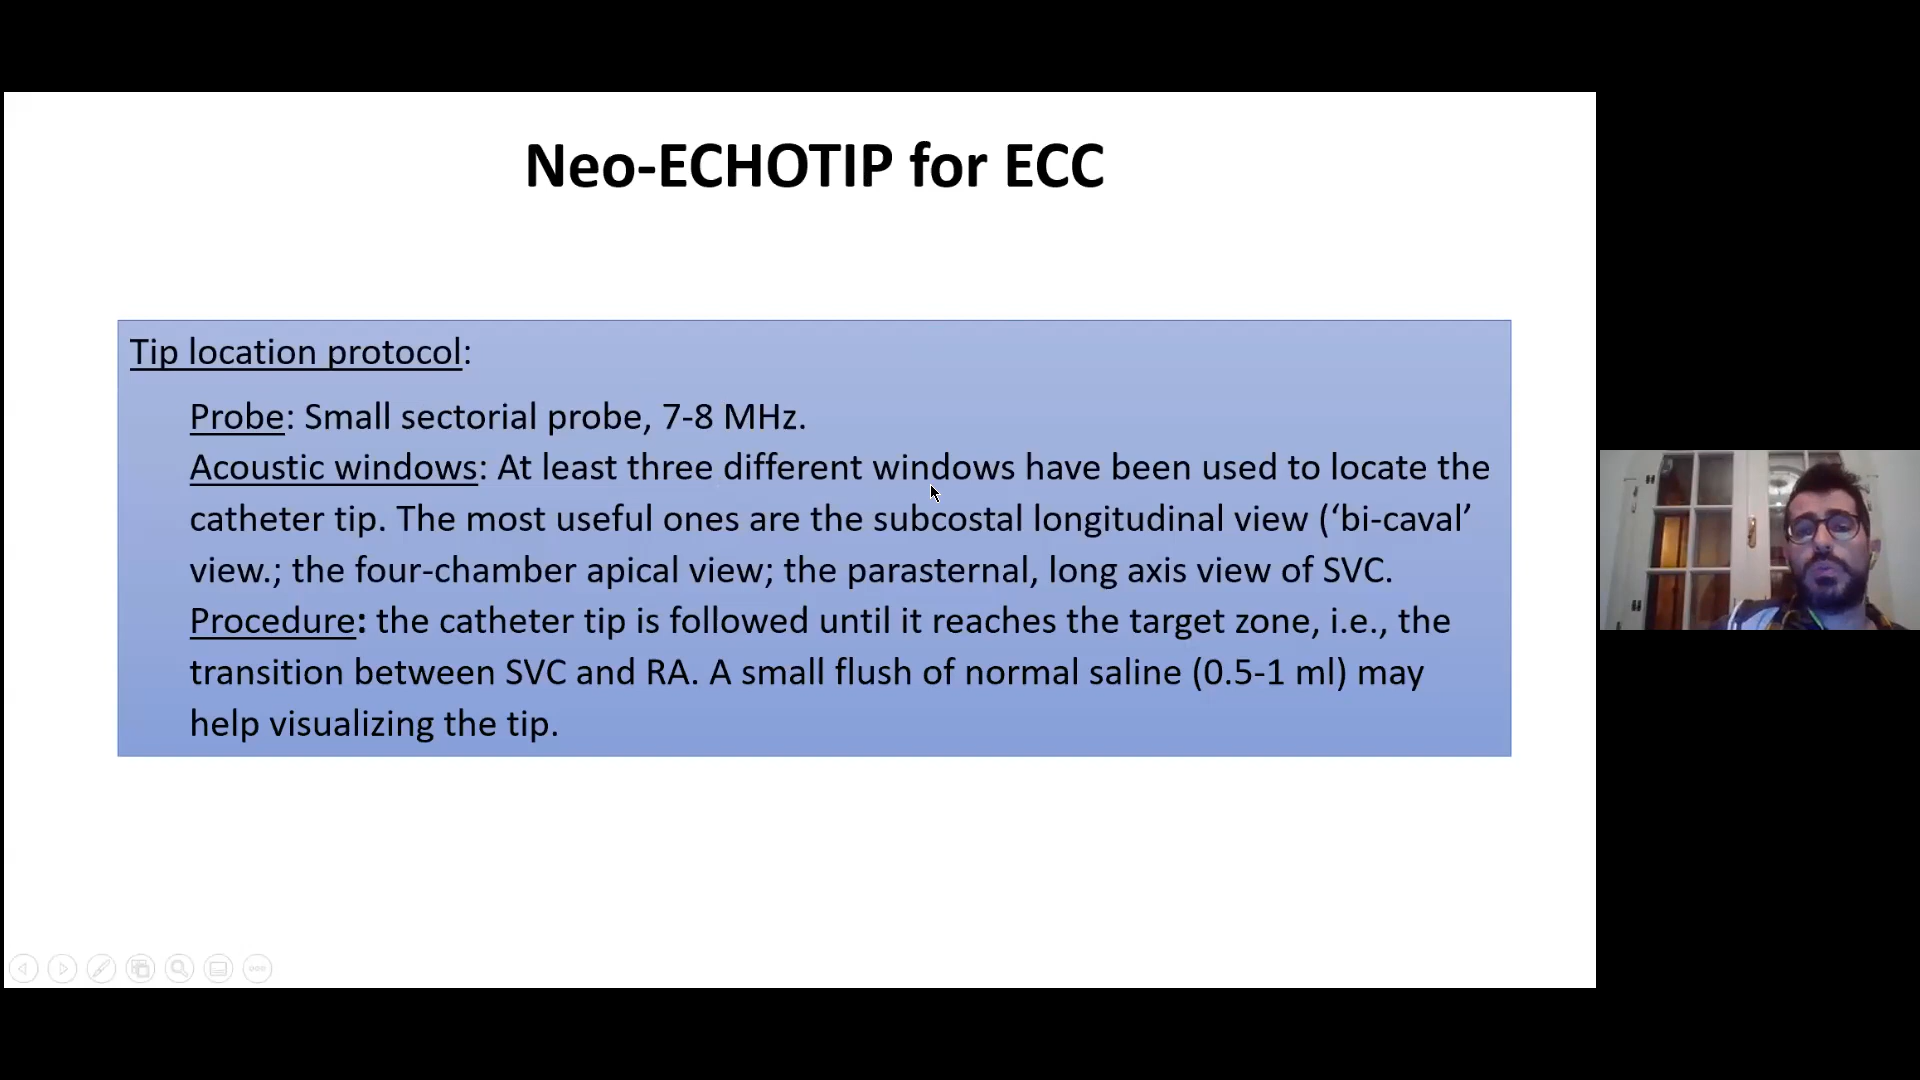 Neo-ECHOTIP for ECC
Tip location protocol:
Probe: Small sectorial probe, 7-8 MHz.
Acoustic windows: At least three different windows have been used to locate the
catheter tip. The most useful ones are the subcostal longitudinal view (‘bi-caval’
view.; the four-chamber apical view; the parasternal, long axis view of SVC.
Procedure: the catheter tip is followed until it reaches the target zone, i.e., the
transition between SVC and RA. A small flush of normal saline (0.5-1 ml) may
help visualizing the tip.